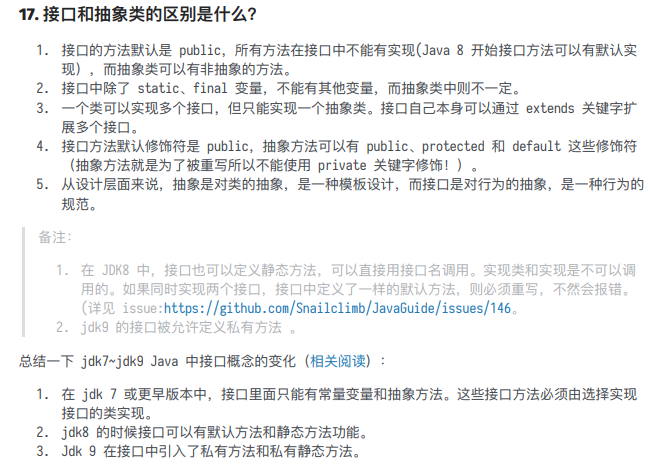 17. 接口和抽象类的区别是什么?
1. 接口的方法默认是 public，所有方法在接口中不能有实现(Java 8 开始接口方法可以有默认实
现），而抽象类可以有非抽象的方法。
2. 接口中除了 static、final 变量，不能有其他变量，而抽象类中则不一定。
3. 一个类可以实现多个接口，但只能实现一个抽象类。接口自己本身可以通过 extends 关键字扩
展多个接口。
4. 接口方法默认修饰符是 public，抽象方法可以有 public、protected 和 default 这些修饰符
（抽象方法就是为了被重写所以不能使用 private 关键字修饰！）。
5. 从设计层面来说，抽象是对类的抽象，是一种模板设计，而接口是对行为的抽象，是一种行为的
规范。
备注：
1. 在 JDK8 中，接口也可以定义静态方法，可以直接用接口名调用。实现类和实现是不可以调
用的。如果同时实现两个接口，接口中定义了一样的默认方法，则必须重写，不然会报错。
(详见 issue:https://github.com/Snailclimb/JavaGuide/issues/146。
2. jdk9 的接口被允许定义私有方法 。
总结一下 jdk7~jdk9 Java 中接口概念的变化（相关阅读）：
1. 在 jdk 7 或更早版本中，接口里面只能有常量变量和抽象方法。这些接口方法必须由选择实现
接口的类实现。
2. jdk8 的时候接口可以有默认方法和静态方法功能。
3. Jdk 9 在接口中引入了私有方法和私有静态方法。